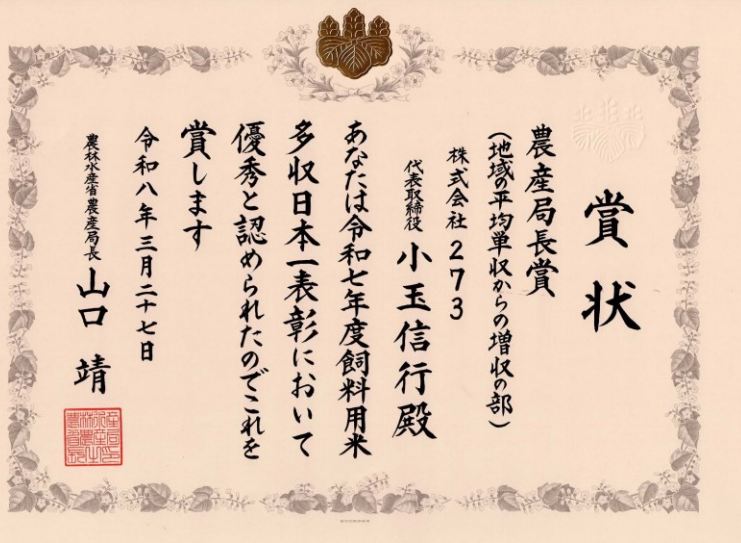 賞状
農産局長賞
(地域の平均単収からの増収の部)
株式会社 273
代表取締役 小玉信行殿
あなたは令和七年度飼料用米
多収日本一表彰において
優秀と認められたのでこれを
賞します
令和八年三月二十七日
農林水産省農産局長 山口 靖